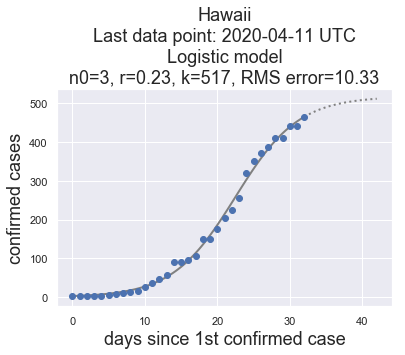 Hawaii
Last data point: 2020-04-11 UTC
Logistic model
n0=3, r=0.23, k=517, RMS error=10.33
500
400
300
200
100
0
confirmed cases
0 10 20 30 40
days since 1st confirmed case